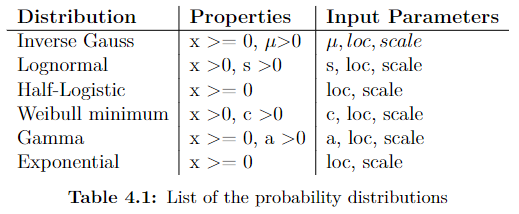 Distribution Properties Input Parameters
Inverse Gauss x >= 0, μ>0 μ, loc, scale
Lognormal x >0, s >0 s, loc, scale
Half-Logistic x >= 0 loc, scale
Weibull minimum x >0, c >0 c, loc, scale
Gamma x >= 0, a >0 a, loc, scale
Exponential x >= 0 loc, scale
Table 4.1: List of the probability distributions